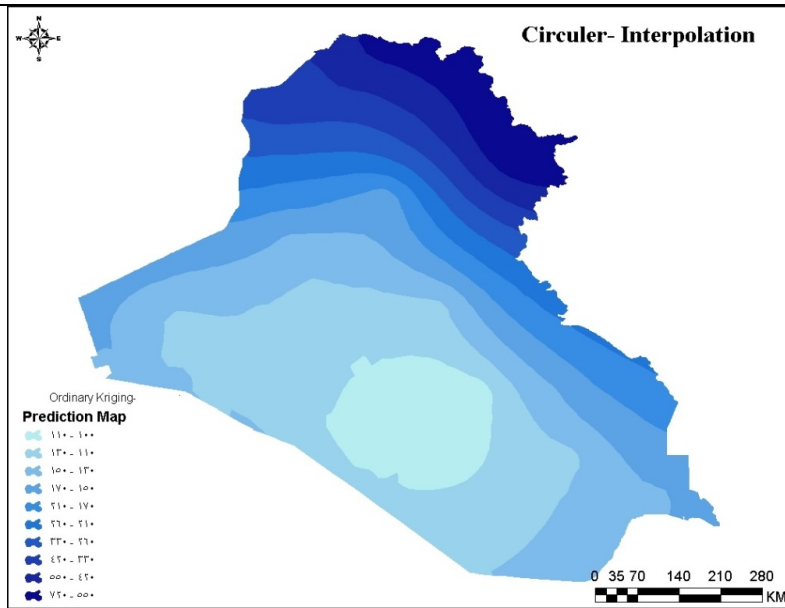 N
W E
S
Circuler- Interpolation
Ordinary Kriging-
Prediction Map
١١٠ - ١٠٠
١٣٠ - ١١٠
١٥٠ - ١٣٠
١٧٠ - ١٥٠
٢١٠ - ١٧٠
٢٦٠ - ٢١٠
٣٣٠ - ٢٦٠
٤٢٠ - ٣٣٠
٥٥٠ - ٤٢٠
٧٢٠ - ٥٥٠
0 35 70 140 210 280
KM